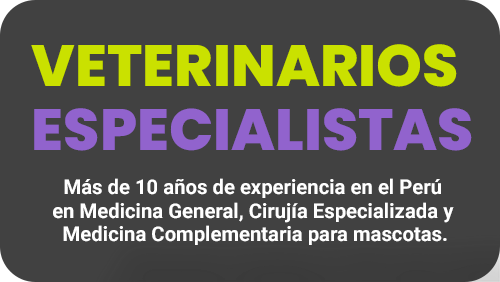 VETERINARIOS
ESPECIALISTAS
Más de 10 años de experiencia en el Perú
en Medicina General, Cirujía Especializada y
Medicina Complementaria para mascotas.